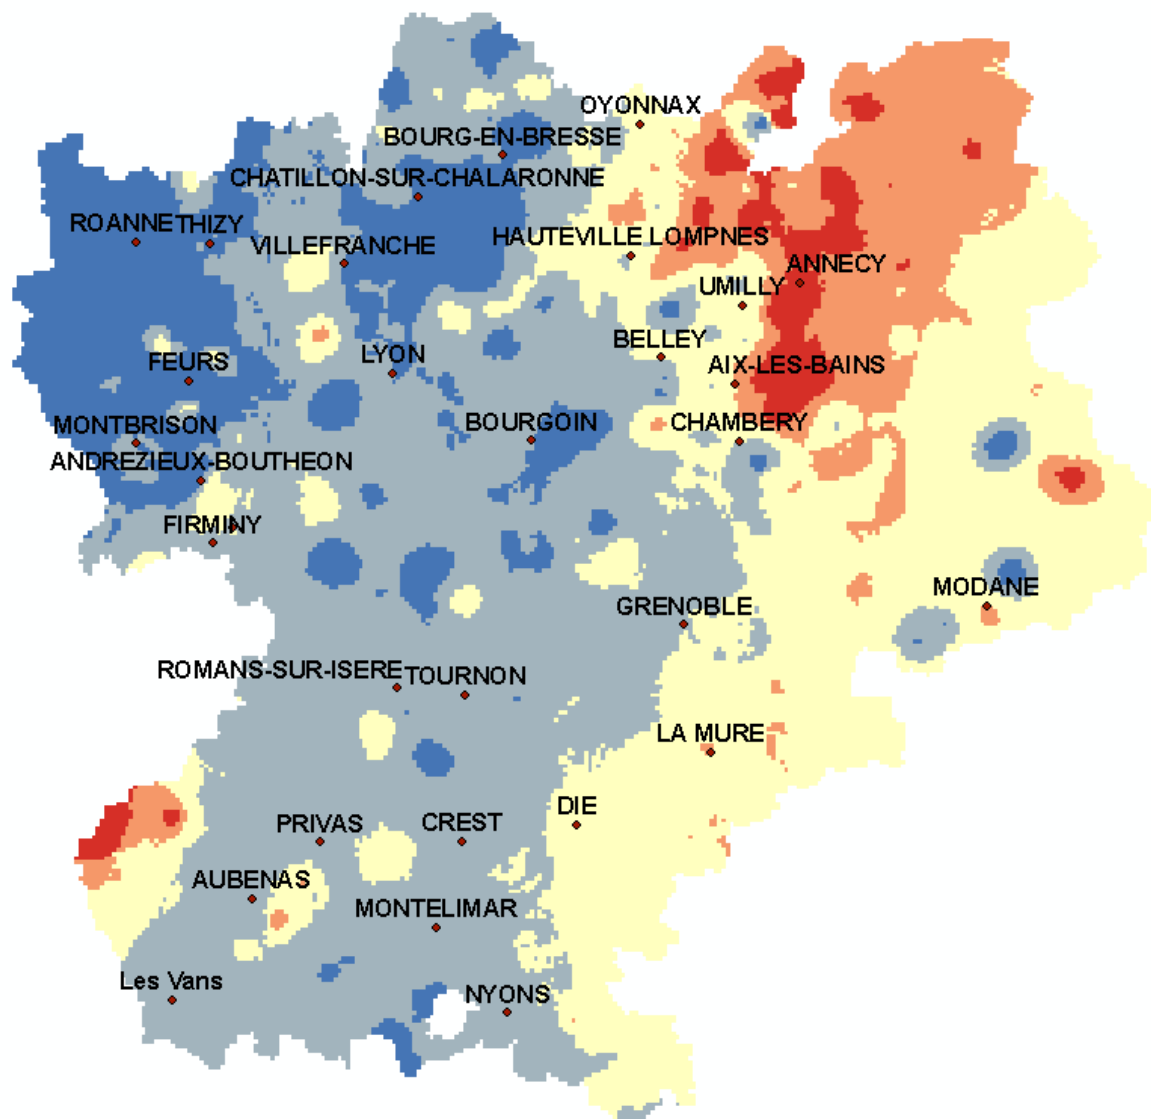 OYONNAX
BOURG-EN-BRESSE
CHATILLON-SUR-CHALARONNE
ROANNE THIZY
VILLEFRANCHE
HAUTEVILLE LOMPNES
ANNECY
UMILLY
BELLEY
LYON
FEURS
AIX-LES-BAINS
MONTBRISON
BOURGOIN
CHAMBERY
ANDREZIEUX-BOUTHEON
FIRMINY
MODANE
GRENOBLE
ROMANS-SUR-ISERE
TOURNON
LA MURE
DIE
PRIVAS
CREST
AUBENAS
MONTELIMAR
Les Vans
NYONS